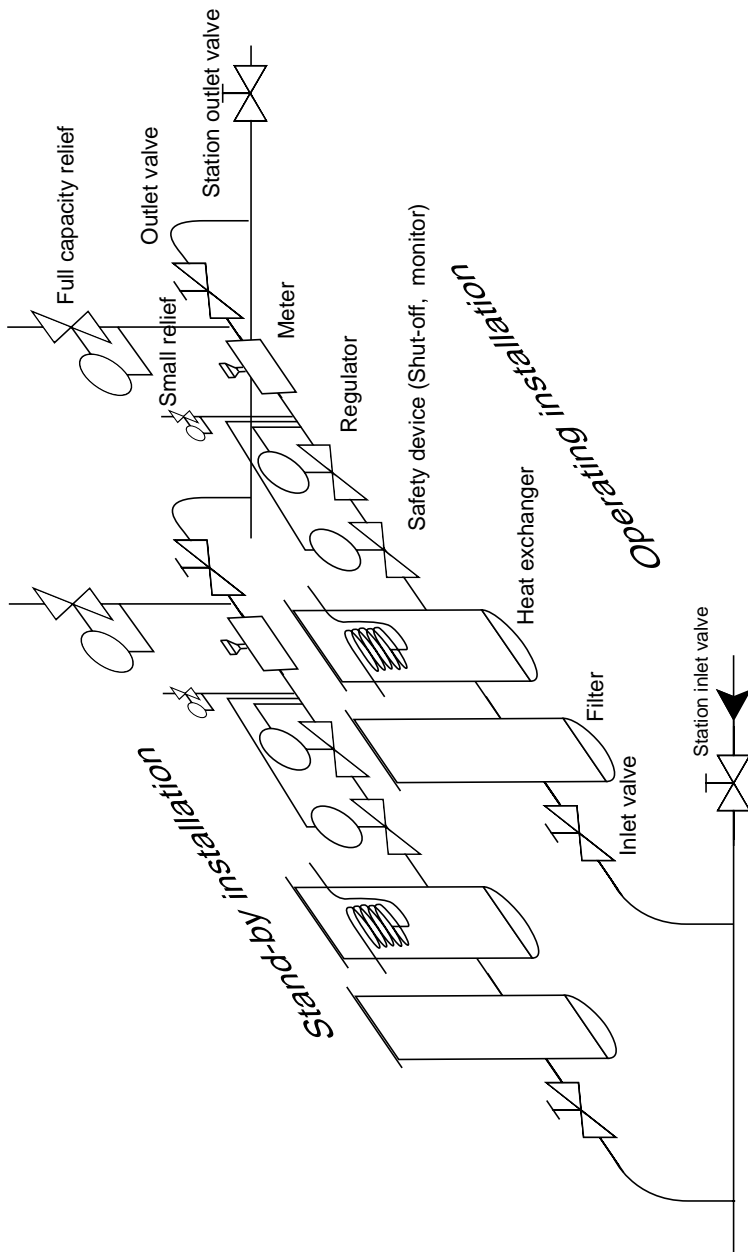 Full capacity relief
Outlet valve
Station outlet valve
Small relief
Meter
Regulator
Safety device (Shut-off, monitor)
Operating installation
Heat exchanger
Stand-by installation
Filter
Station inlet valve
Inlet valve